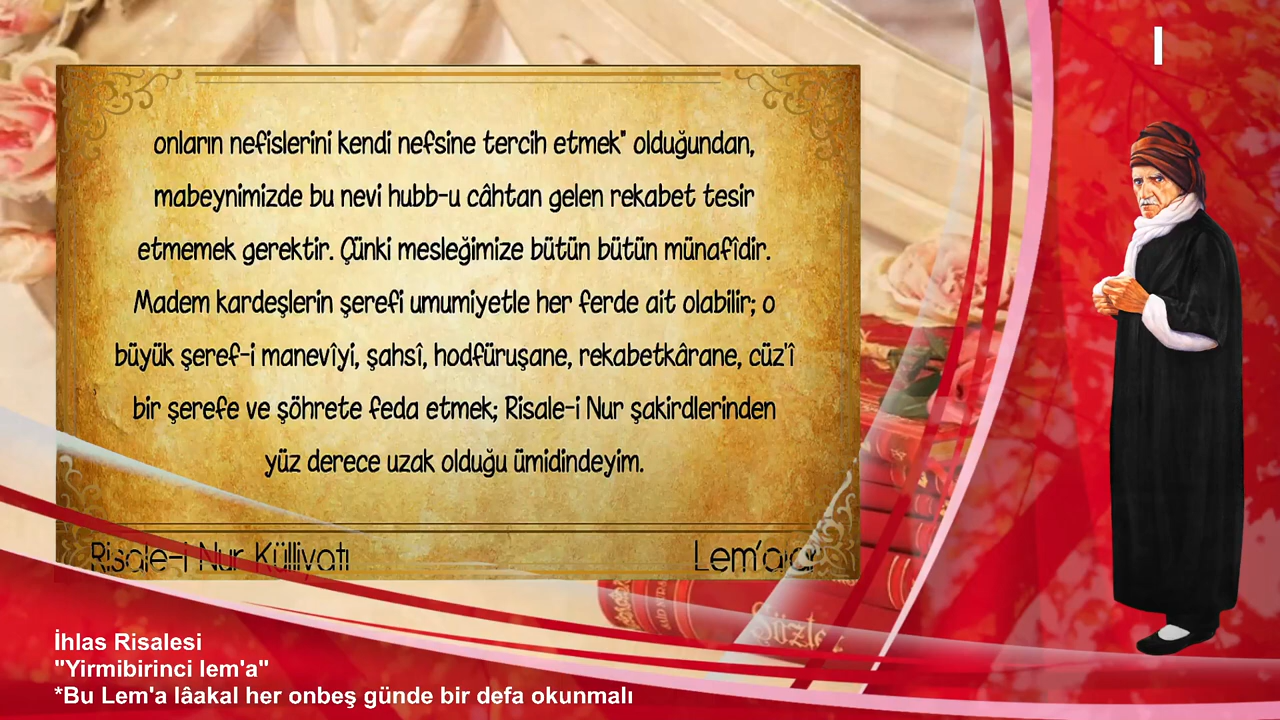 onların nefislerini kendi nefsine tercih etmek" olduğundan,
mabeynimizde bu nevi hubb-u câhtan gelen rekabet tesir
etmemek gerektir. Çünki mesleğimize bütün bütün münafîdir.
Madem kardeşlerin şerefi umumiyetle her ferde ait olabilir; o
büyük şeref-i manevîyi, şahsî, hodfüruşane, rekabetkârane, cüz'î
bir şerefe ve şöhrete feda etmek; Risale-i Nur şakirdlerinden
yüz derece uzak olduğu ümidindeyim.
Risale-i Nur Külliyatı
Lem'alar
İhlas Risalesi
"Yirmibirinci lem'a"
*Bu Lem'a lâakal her onbeş günde bir defa okunmalı